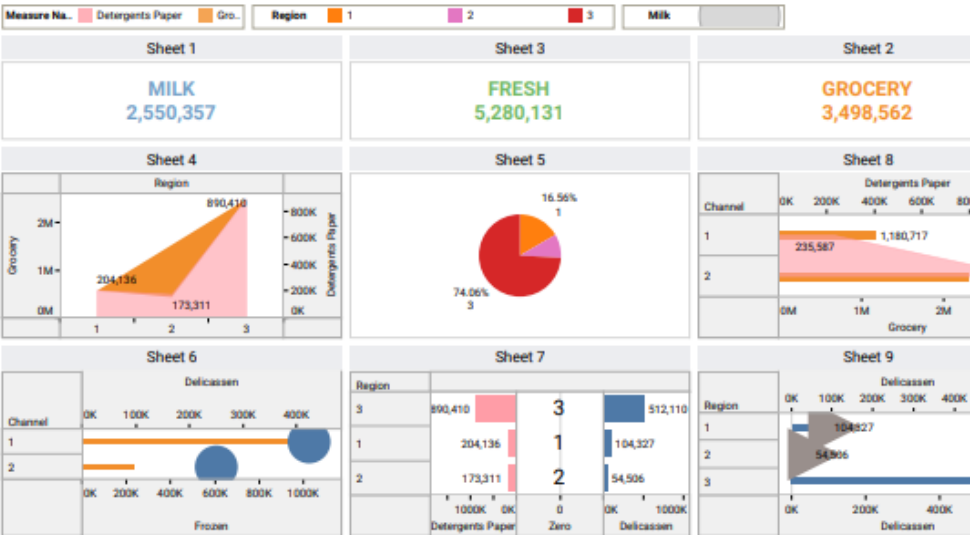 Measure Na.. Detergents Paper Gro..
Region 1 2 3
Milk
Sheet 1
MILK
2,550,357
Sheet 3
FRESH
5,280,131
Sheet 2
GROCERY
3,498,562
Sheet 4
Region
2M
1M
0M
Grocery
890,410
204,136
173,311
800K
600K
400K
200K
0K
Detergents Paper
1 2 3
Sheet 5
16.56%
1
74.06%
3
Sheet 8
Detergents Paper
Channel
0K 200K 400K 600K 80
1
1,180,717
235,587
2
0M 1M 2M
Grocery
Sheet 6
Delicassen
Channel
0K 100K 200K 300K 400K
1
2
0K 200K 400K 600K 800K 1000K
Frozen
Sheet 7
Region
3 890,410 3 512,110
1 204,136 1 104,327
2 173,311 2 54,506
1000K 0K 0 0K 1000K
Detergents Paper Zero Delicassen
Sheet 9
Delicassen
Region
0K 100K 200K 300K 400K
1 104,327
2 54,506
3
0K 200K 400K
Delicassen